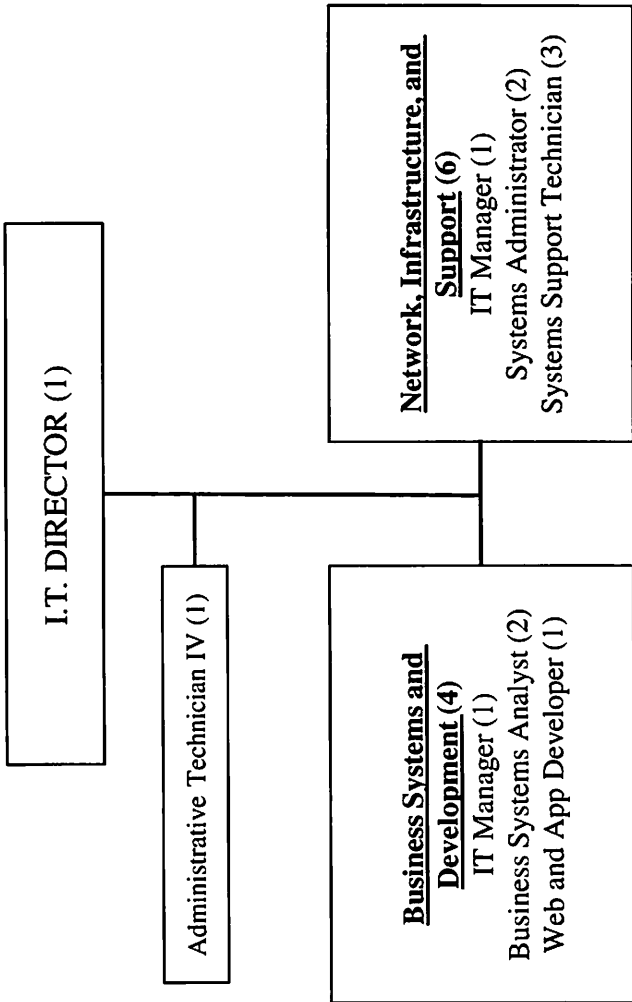 I.T. DIRECTOR (1)
Administrative Technician IV (1)
Business Systems and
Development (4)
IT Manager (1)
Business Systems Analyst (2)
Web and App Developer (1)
Network, Infrastructure, and
Support (6)
IT Manager (1)
Systems Administrator (2)
Systems Support Technician (3)